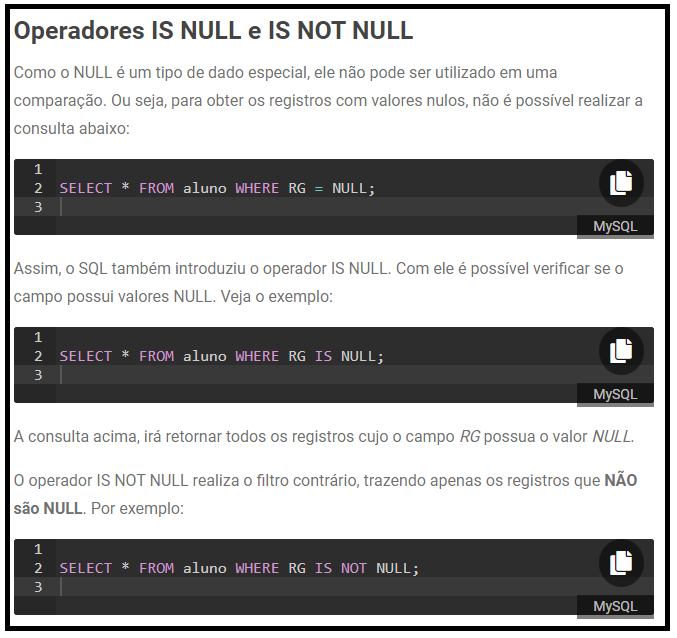 Operadores IS NULL e IS NOT NULL
Como o NULL é um tipo de dado especial, ele não pode ser utilizado em uma
comparação. Ou seja, para obter os registros com valores nulos, não é possível realizar a
consulta abaixo:
1
2 SELECT * FROM aluno WHERE RG = NULL;
3
MySQL
Assim, o SQL também introduziu o operador IS NULL. Com ele é possível verificar se o
campo possui valores NULL. Veja o exemplo:
1
2 SELECT * FROM aluno WHERE RG IS NULL;
3
MySQL
A consulta acima, irá retornar todos os registros cujo o campo RG possua o valor NULL.
O operador IS NOT NULL realiza o filtro contrário, trazendo apenas os registros que NÃO
são NULL. Por exemplo:
1
2 SELECT * FROM aluno WHERE RG IS NOT NULL;
3
MySQL